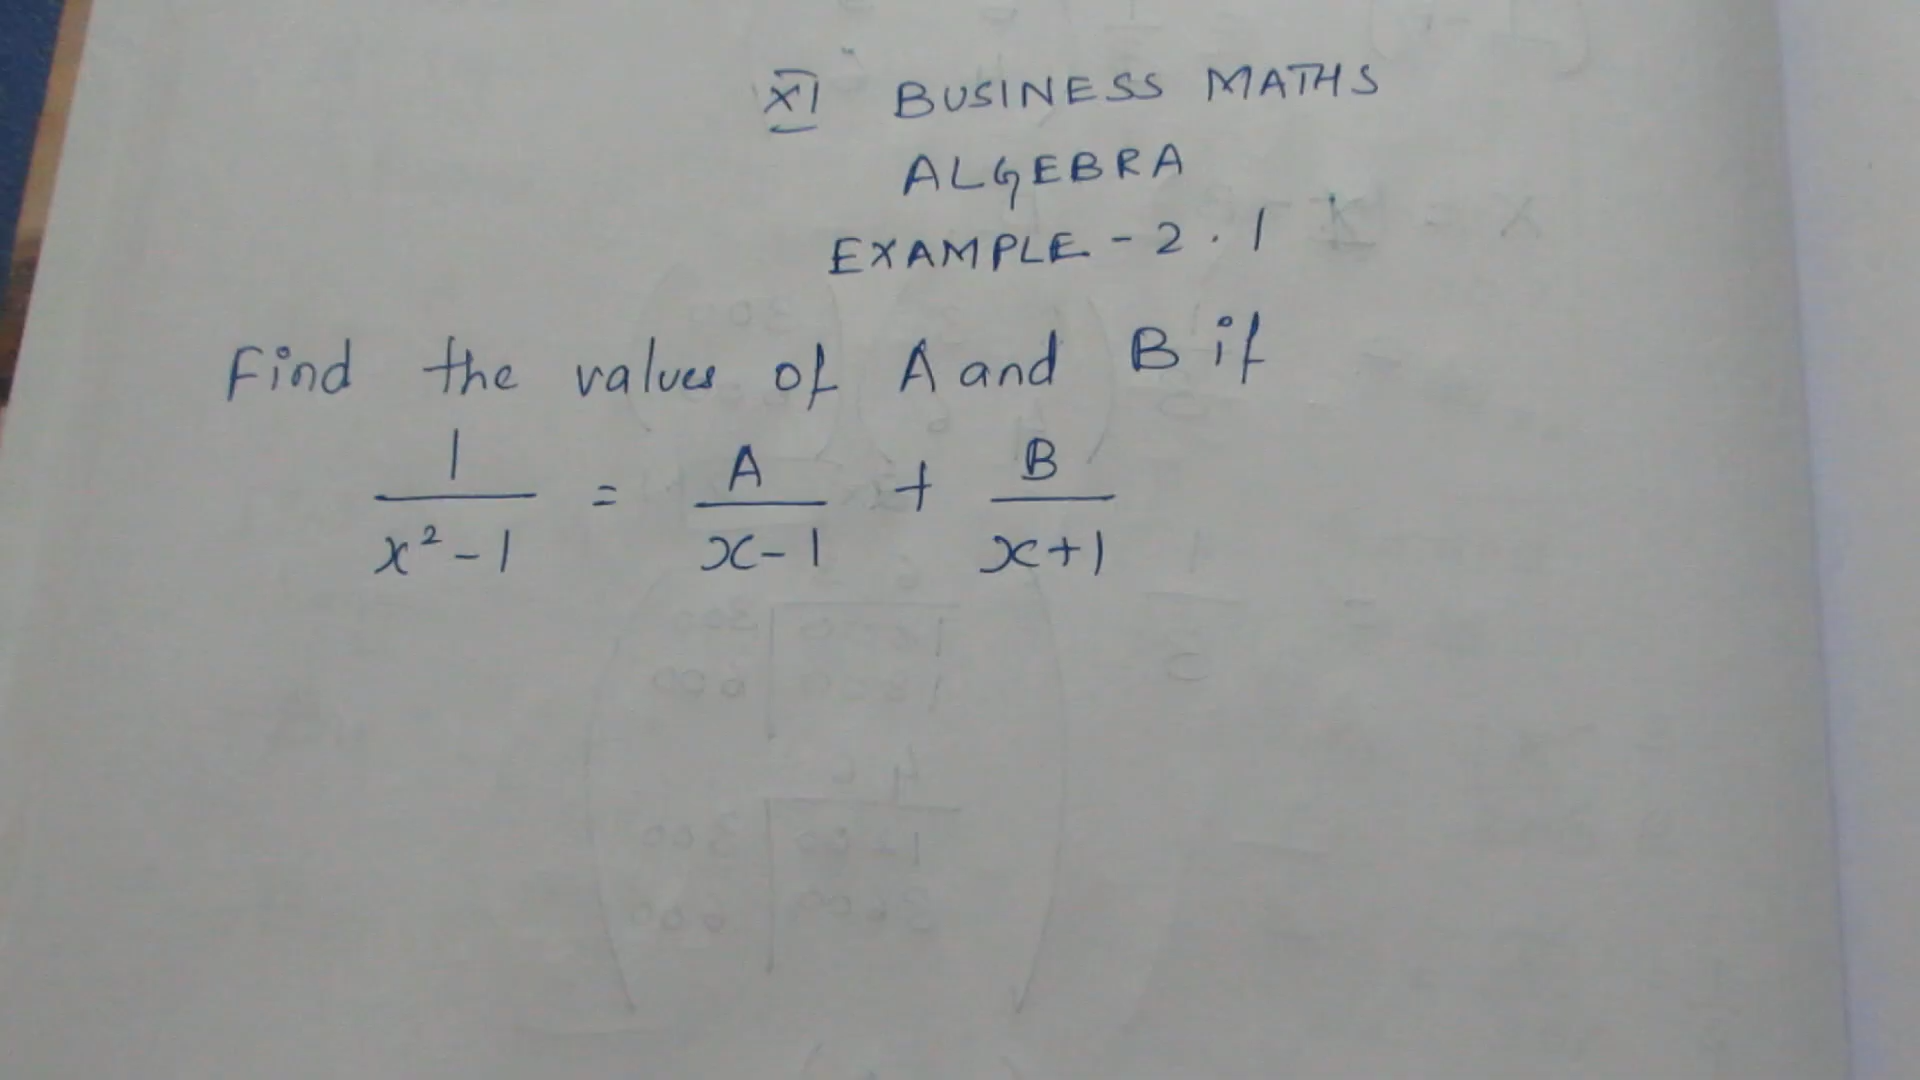 XI BUSINESS MATHS
ALGEBRA
EXAMPLE - 2.1
Find the values of A and B if
1/(x² - 1) = A/(x - 1) + B/(x + 1)